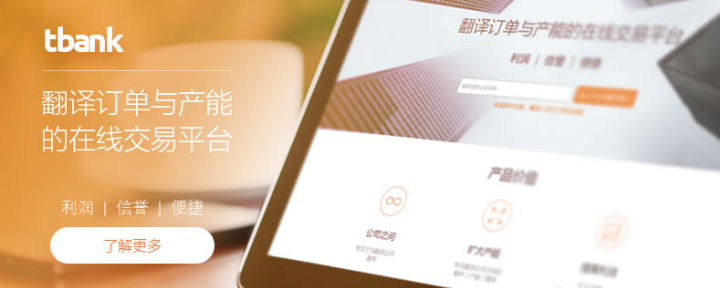 tbank
翻译订单与产能
的在线交易平台
利润 | 信誉 | 便捷
了解更多
翻译订单与产能的在线交易平台
利润 | 信誉 | 便捷
产品价值
公司之间
扩大产能